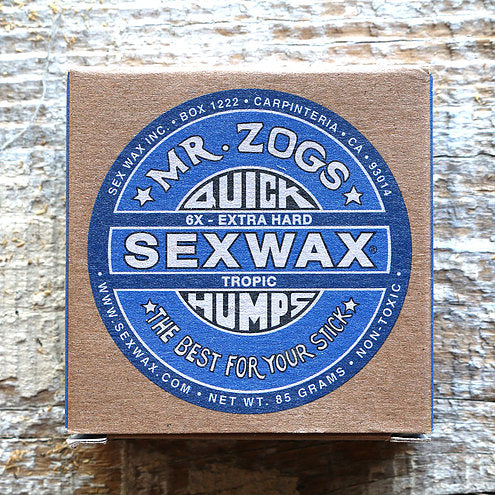 SEX WAX INC. • BOX 1222 • CARPINTERIA • CA • 93014
MR. ZOGS
QUICK
6X - EXTRA HARD
SEXWAX®
TROPIC
HUMPS
THE BEST FOR YOUR STICK
• WWW.SEXWAX.COM • NET WT. 85 GRAMS • NON-TOXIC •